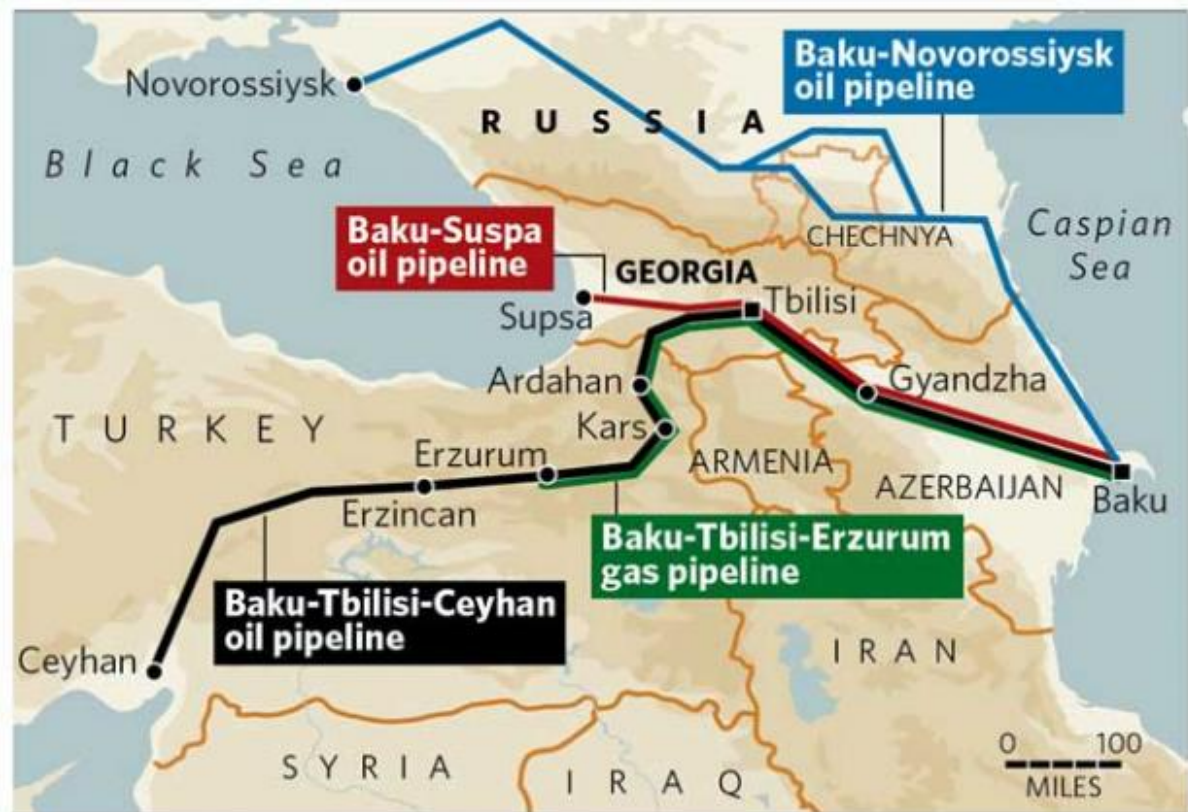 Baku-Novorossiysk
oil pipeline
Novorossiysk
RUSSIA
Black Sea
Baku-Suspa
oil pipeline
CHECHNYA
Caspian
Sea
GEORGIA
Supsa
Tbilisi
Ardahan
Gyandzha
TURKEY
Kars
Erzurum
ARMENIA
AZERBAIJAN
Baku
Erzincan
Baku-Tbilisi-Erzurum
gas pipeline
Baku-Tbilisi-Ceyhan
oil pipeline
Ceyhan
IRAN
SYRIA
IRAQ
0 100
MILES